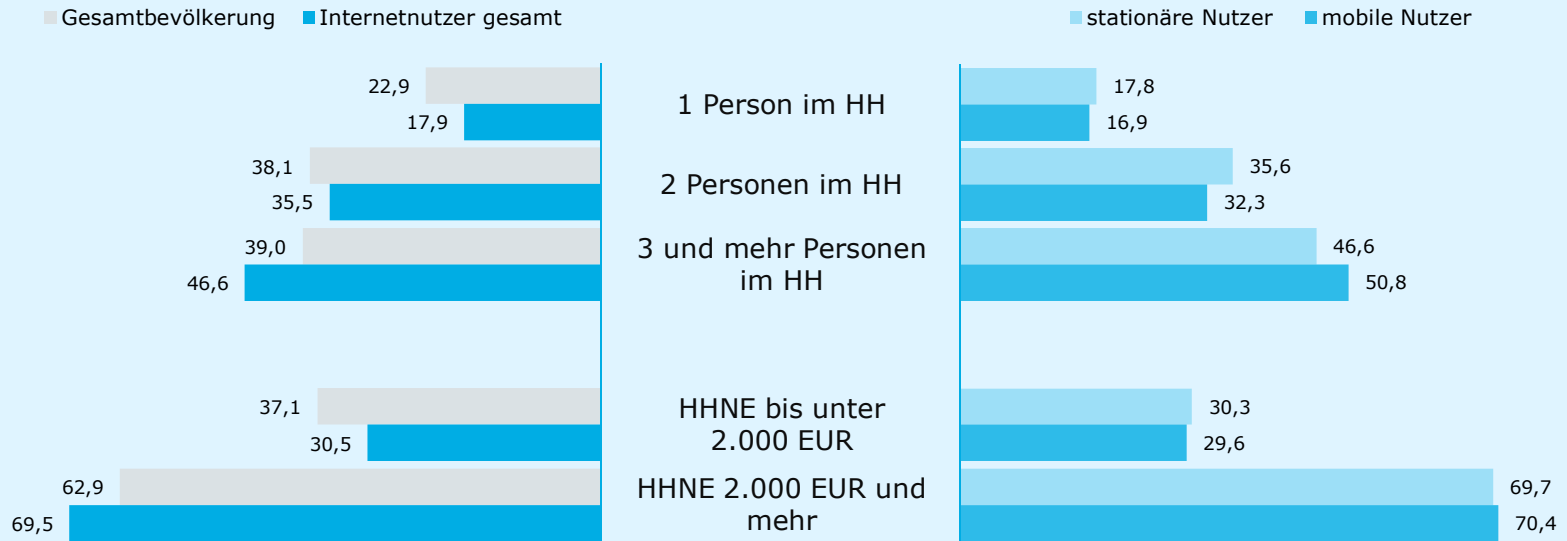 Gesamtbevölkerung Internetnutzer gesamt
stationäre Nutzer mobile Nutzer
22,9 1 Person im HH 17,8
17,9 16,9
38,1 2 Personen im HH 35,6
35,5 32,3
39,0 3 und mehr Personen 46,6
46,6 im HH 50,8
37,1 HHNE bis unter 30,3
30,5 2.000 EUR 29,6
62,9 HHNE 2.000 EUR und 69,7
69,5 mehr 70,4